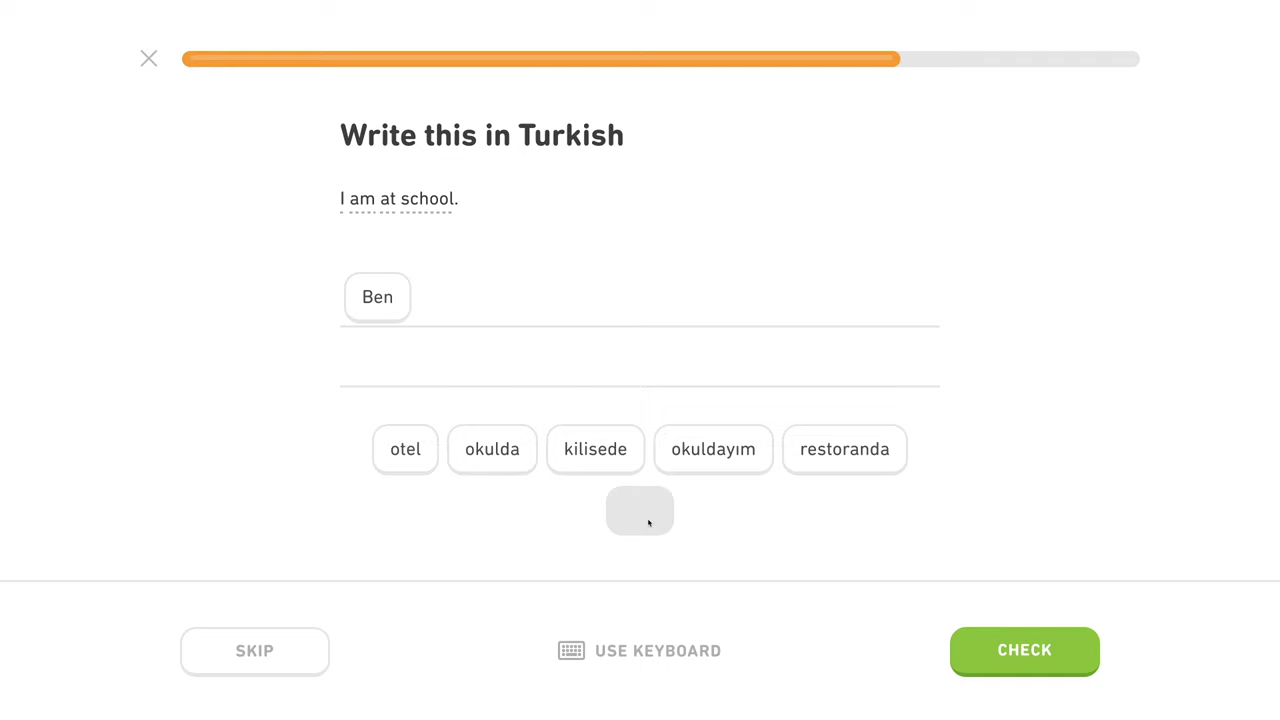 Write this in Turkish
I am at school.
Ben
otel okulda kilisede okuldayım restoranda
SKIP USE KEYBOARD CHECK